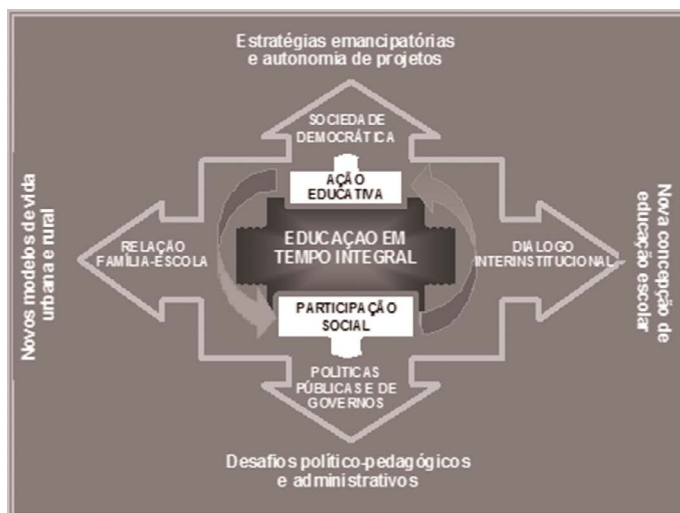 Estratégias emancipatórias
e autonomia de projetos
SOCIEDADE
DEMOCRÁTICA
AÇÃO
EDUCATIVA
Novos modelos de vida
urbana e rural
RELAÇÃO
FAMÍLIA-ESCOLA
EDUCAÇAO EM
TEMPO INTEGRAL
DIÁLOGO
INTERINSTITUCIONAL
Nova concepção de
educação escolar
PARTICIPAÇÃO
SOCIAL
POLÍTICAS
PÚBLICAS E DE
GOVERNOS
Desafios político-pedagógicos
e administrativos